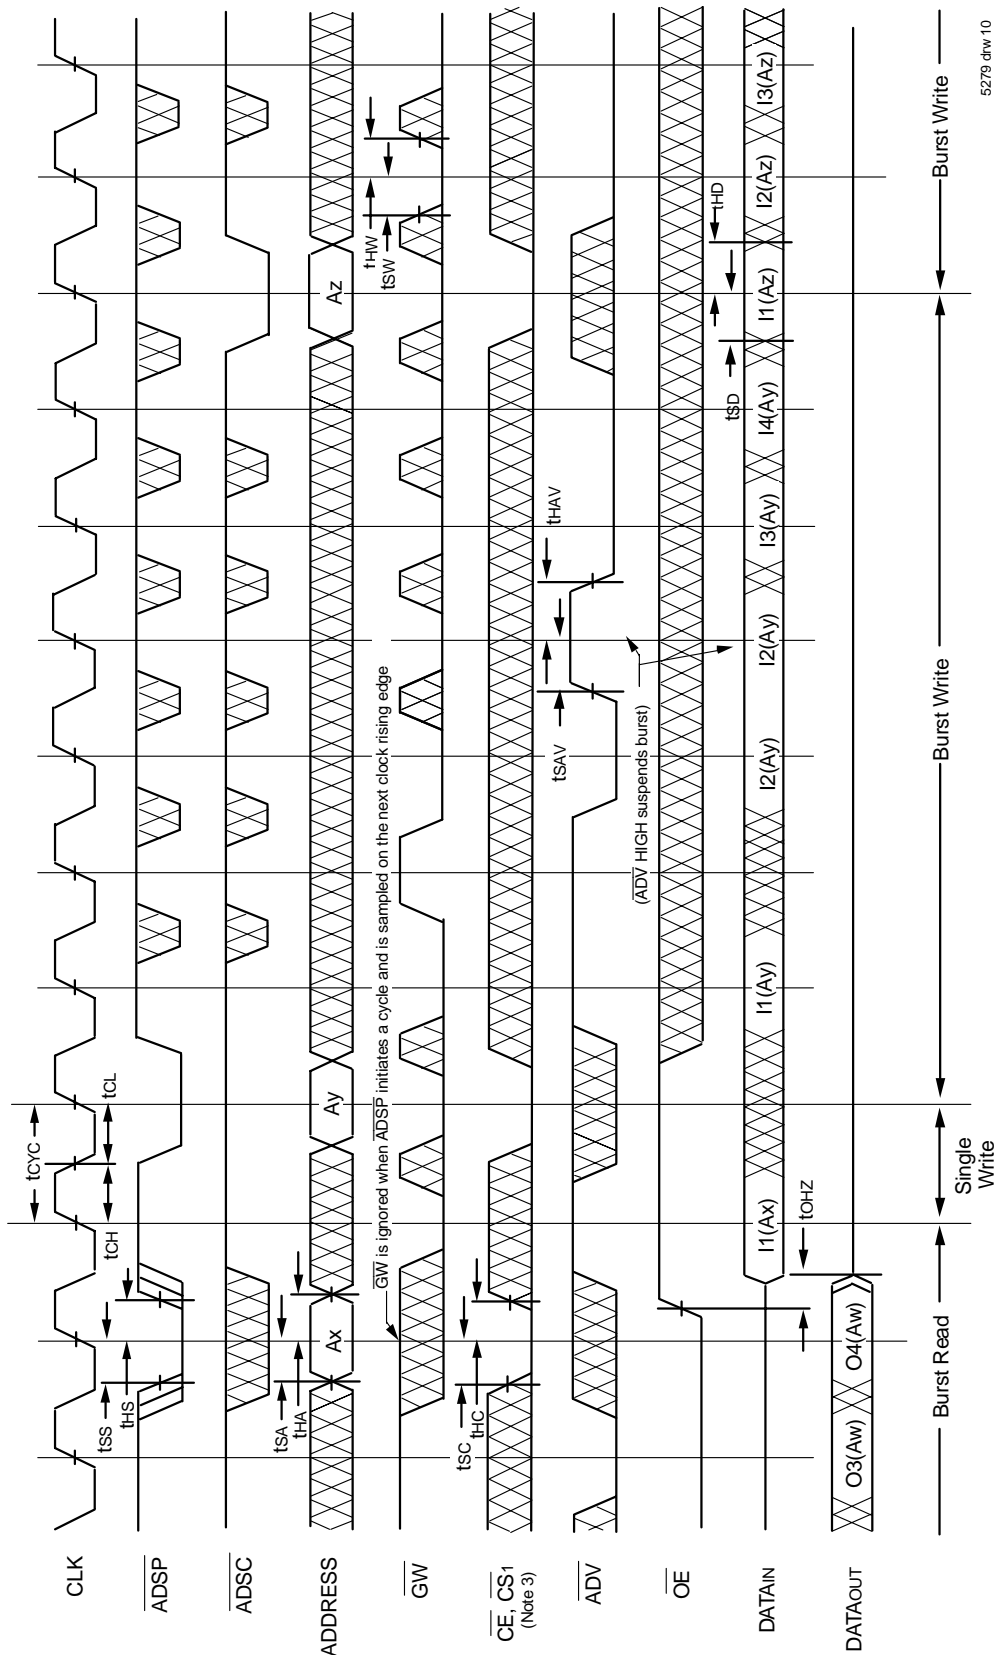 CLK
tCYC
tCH
tCL
ADSP
tSS
tHS
ADSC
ADDRESS
tSA
tHA
Ax
Ay
Az
GW
GW is ignored when ADSP initiates a cycle and is sampled on the next clock rising edge
tHW
tSW
CE, CS1
(Note 3)
tSC
tHC
ADV
tSAV
tHAV
(ADV HIGH suspends burst)
OE
DATAIN
I1(Ax)
I1(Ay)
I2(Ay)
I2(Ay)
I3(Ay)
I4(Ay)
I1(Az)
I2(Az)
I3(Az)
tSD
tHD
tOHZ
DATAOUT
O3(Aw)
O4(Aw)
Burst Read
Single
Write
Burst Write
Burst Write
5279 drw 10